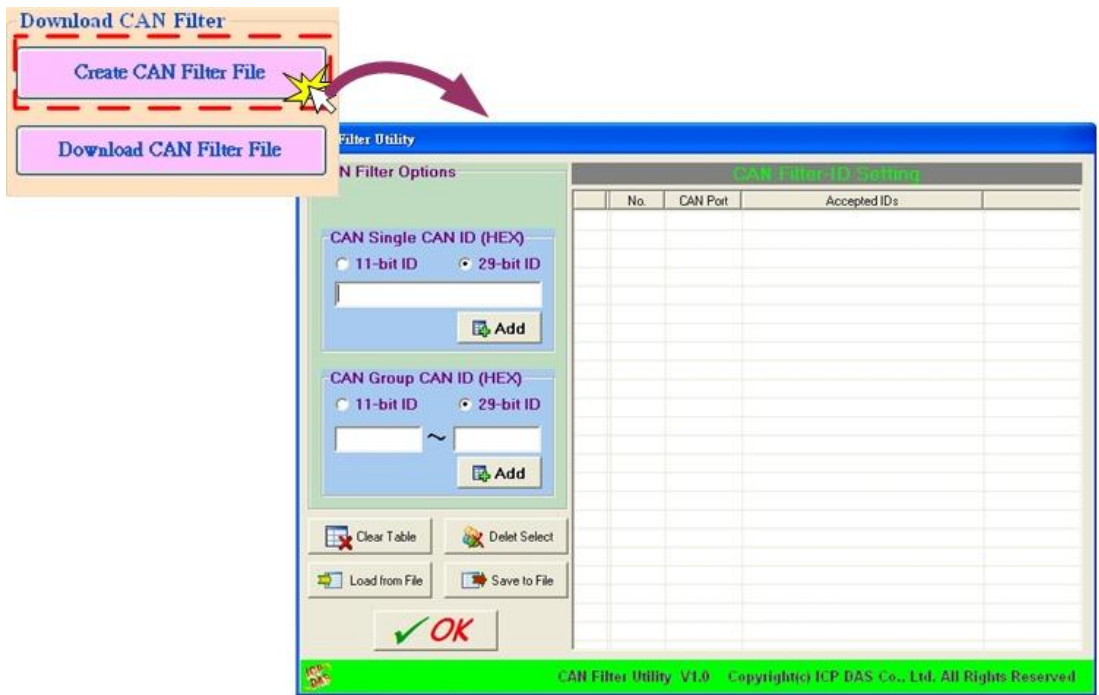 Download CAN Filter
Create CAN Filter File
Download CAN Filter File
Filter Utility
N Filter Options
CAN Filter-ID Setting
No. CAN Port Accepted IDs
CAN Single CAN ID (HEX)
11-bit ID 29-bit ID
Add
CAN Group CAN ID (HEX)
11-bit ID 29-bit ID
~
Add
Clear Table Delet Select
Load from File Save to File
OK
ICP DAS CAN Filter Utility V1.0 Copyright(c) ICP DAS Co., Ltd. All Rights Reserved